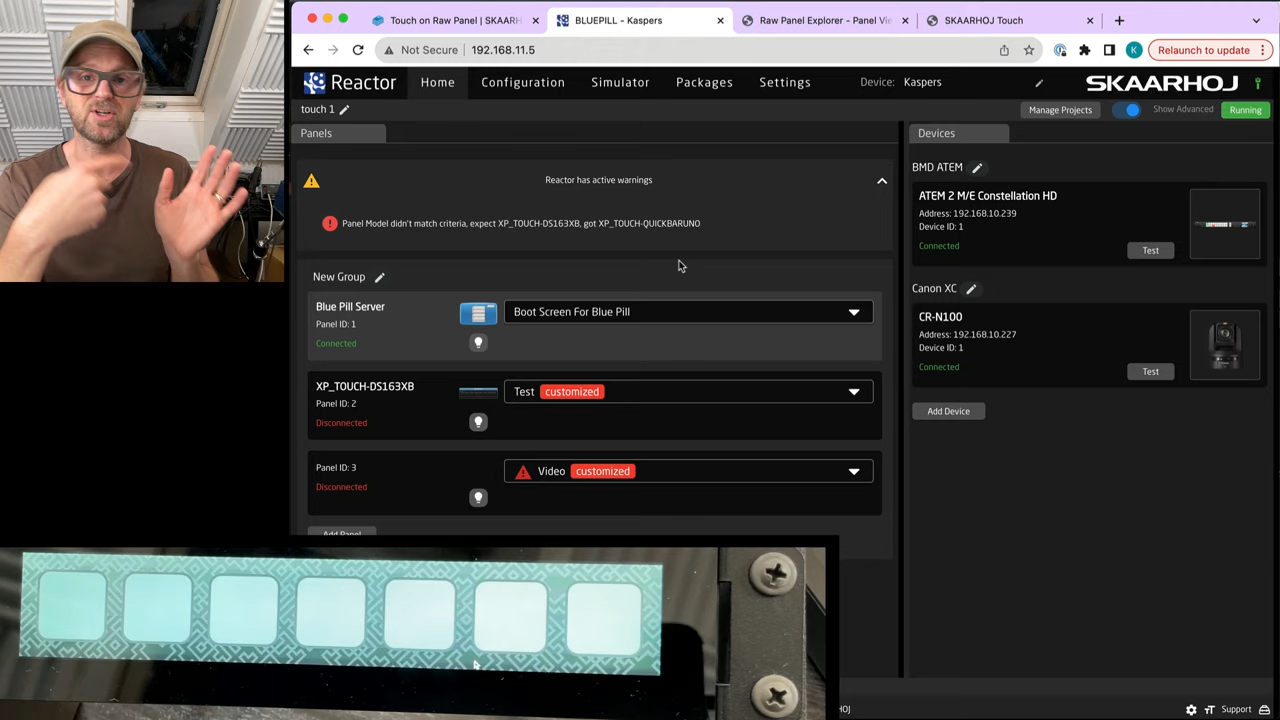 Touch on Raw Panel | SKAARH
BLUEPILL - Kaspers
Raw Panel Explorer - Panel Vie
SKAARHOJ Touch
Not Secure
192.168.11.5
K
Relaunch to update
Reactor
Home
Configuration
Simulator
Packages
Settings
Device:
Kaspers
SKAARHOJ
touch 1
Manage Projects
Show Advanced
Running
Panels
Reactor has active warnings
Panel Model didn't match criteria, expect XP_TOUCH-DS163XB, got XP_TOUCH-QUICKBARUNO
New Group
Blue Pill Server
Panel ID: 1
Connected
Boot Screen For Blue Pill
XP_TOUCH-DS163XB
Panel ID: 2
Disconnected
Test customized
Panel ID: 3
Disconnected
Video customized
Add Panel
Devices
BMD ATEM
ATEM 2 M/E Constellation HD
Address: 192.168.10.239
Device ID: 1
Connected
Test
Canon XC
CR-N100
Address: 192.168.10.227
Device ID: 1
Connected
Test
Add Device
HOJ
Support